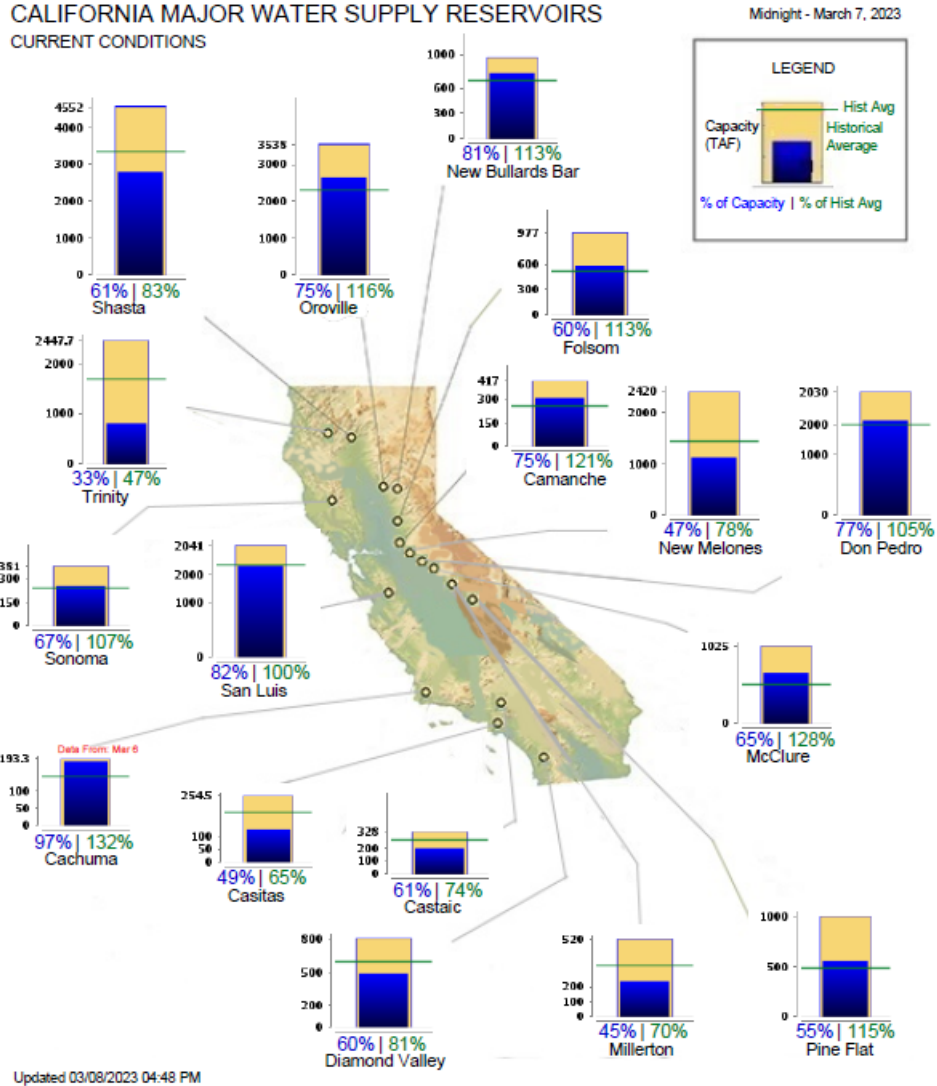 CALIFORNIA MAJOR WATER SUPPLY RESERVOIRS
Midnight - March 7, 2023
CURRENT CONDITIONS
LEGEND
Hist Avg
Capacity
(TAF)
Historical
Average
% of Capacity | % of Hist Avg
1000
600
300
0
81% | 113%
New Bullards Bar
4552
4000
3000
2000
1000
0
61% | 83%
Shasta
3538
3000
2000
1000
0
75% | 116%
Oroville
977
600
300
0
60% | 113%
Folsom
2447.7
2000
1000
0
33% | 47%
Trinity
417
300
150
0
75% | 121%
Camanche
2420
2000
1000
0
47% | 78%
New Melones
2030
2000
1000
0
77% | 105%
Don Pedro
300
150
0
67% | 107%
Sonoma
2041
2000
1000
0
82% | 100%
San Luis
1025
0
65% | 128%
McClure
Data From: Mar 6
193.3
100
50
0
97% | 132%
Cachuma
254.5
100
50
0
49% | 65%
Casitas
328
200
100
0
61% | 74%
Castaic
800
500
200
0
60% | 81%
Diamond Valley
520
200
100
0
45% | 70%
Millerton
1000
500
0
55% | 115%
Pine Flat
Updated 03/08/2023 04:48 PM